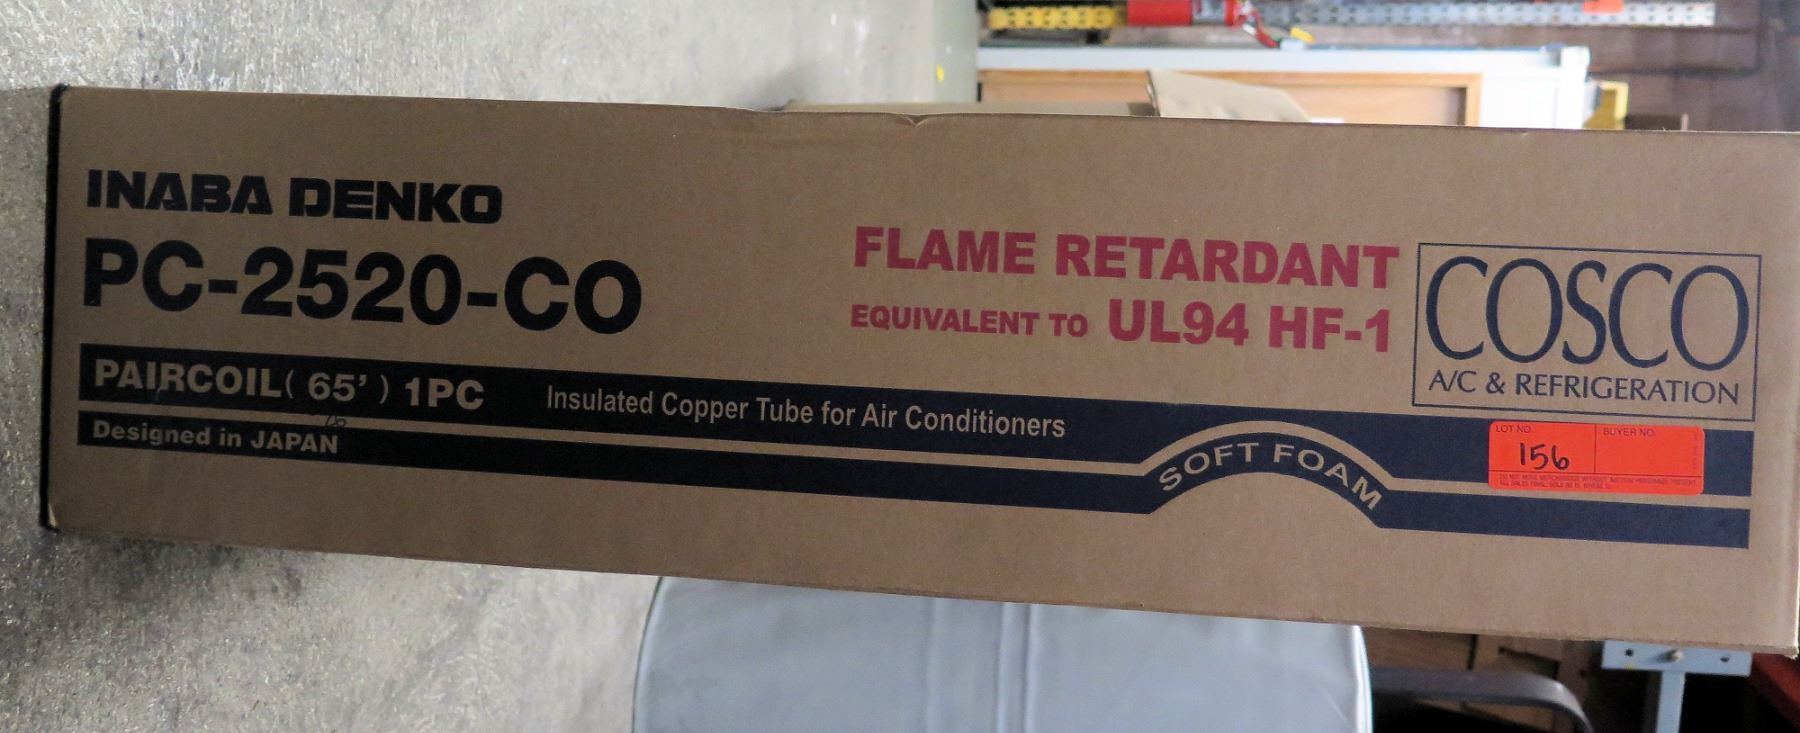 INABA DENKO
PC-2520-CO
FLAME RETARDANT
EQUIVALENT TO UL94 HF-1
COSCO
A/C & REFRIGERATION
PAIRCOIL( 65' ) 1PC
Insulated Copper Tube for Air Conditioners
Designed in JAPAN
SOFT FOAM
LOT NO.
BUYER NO.
156